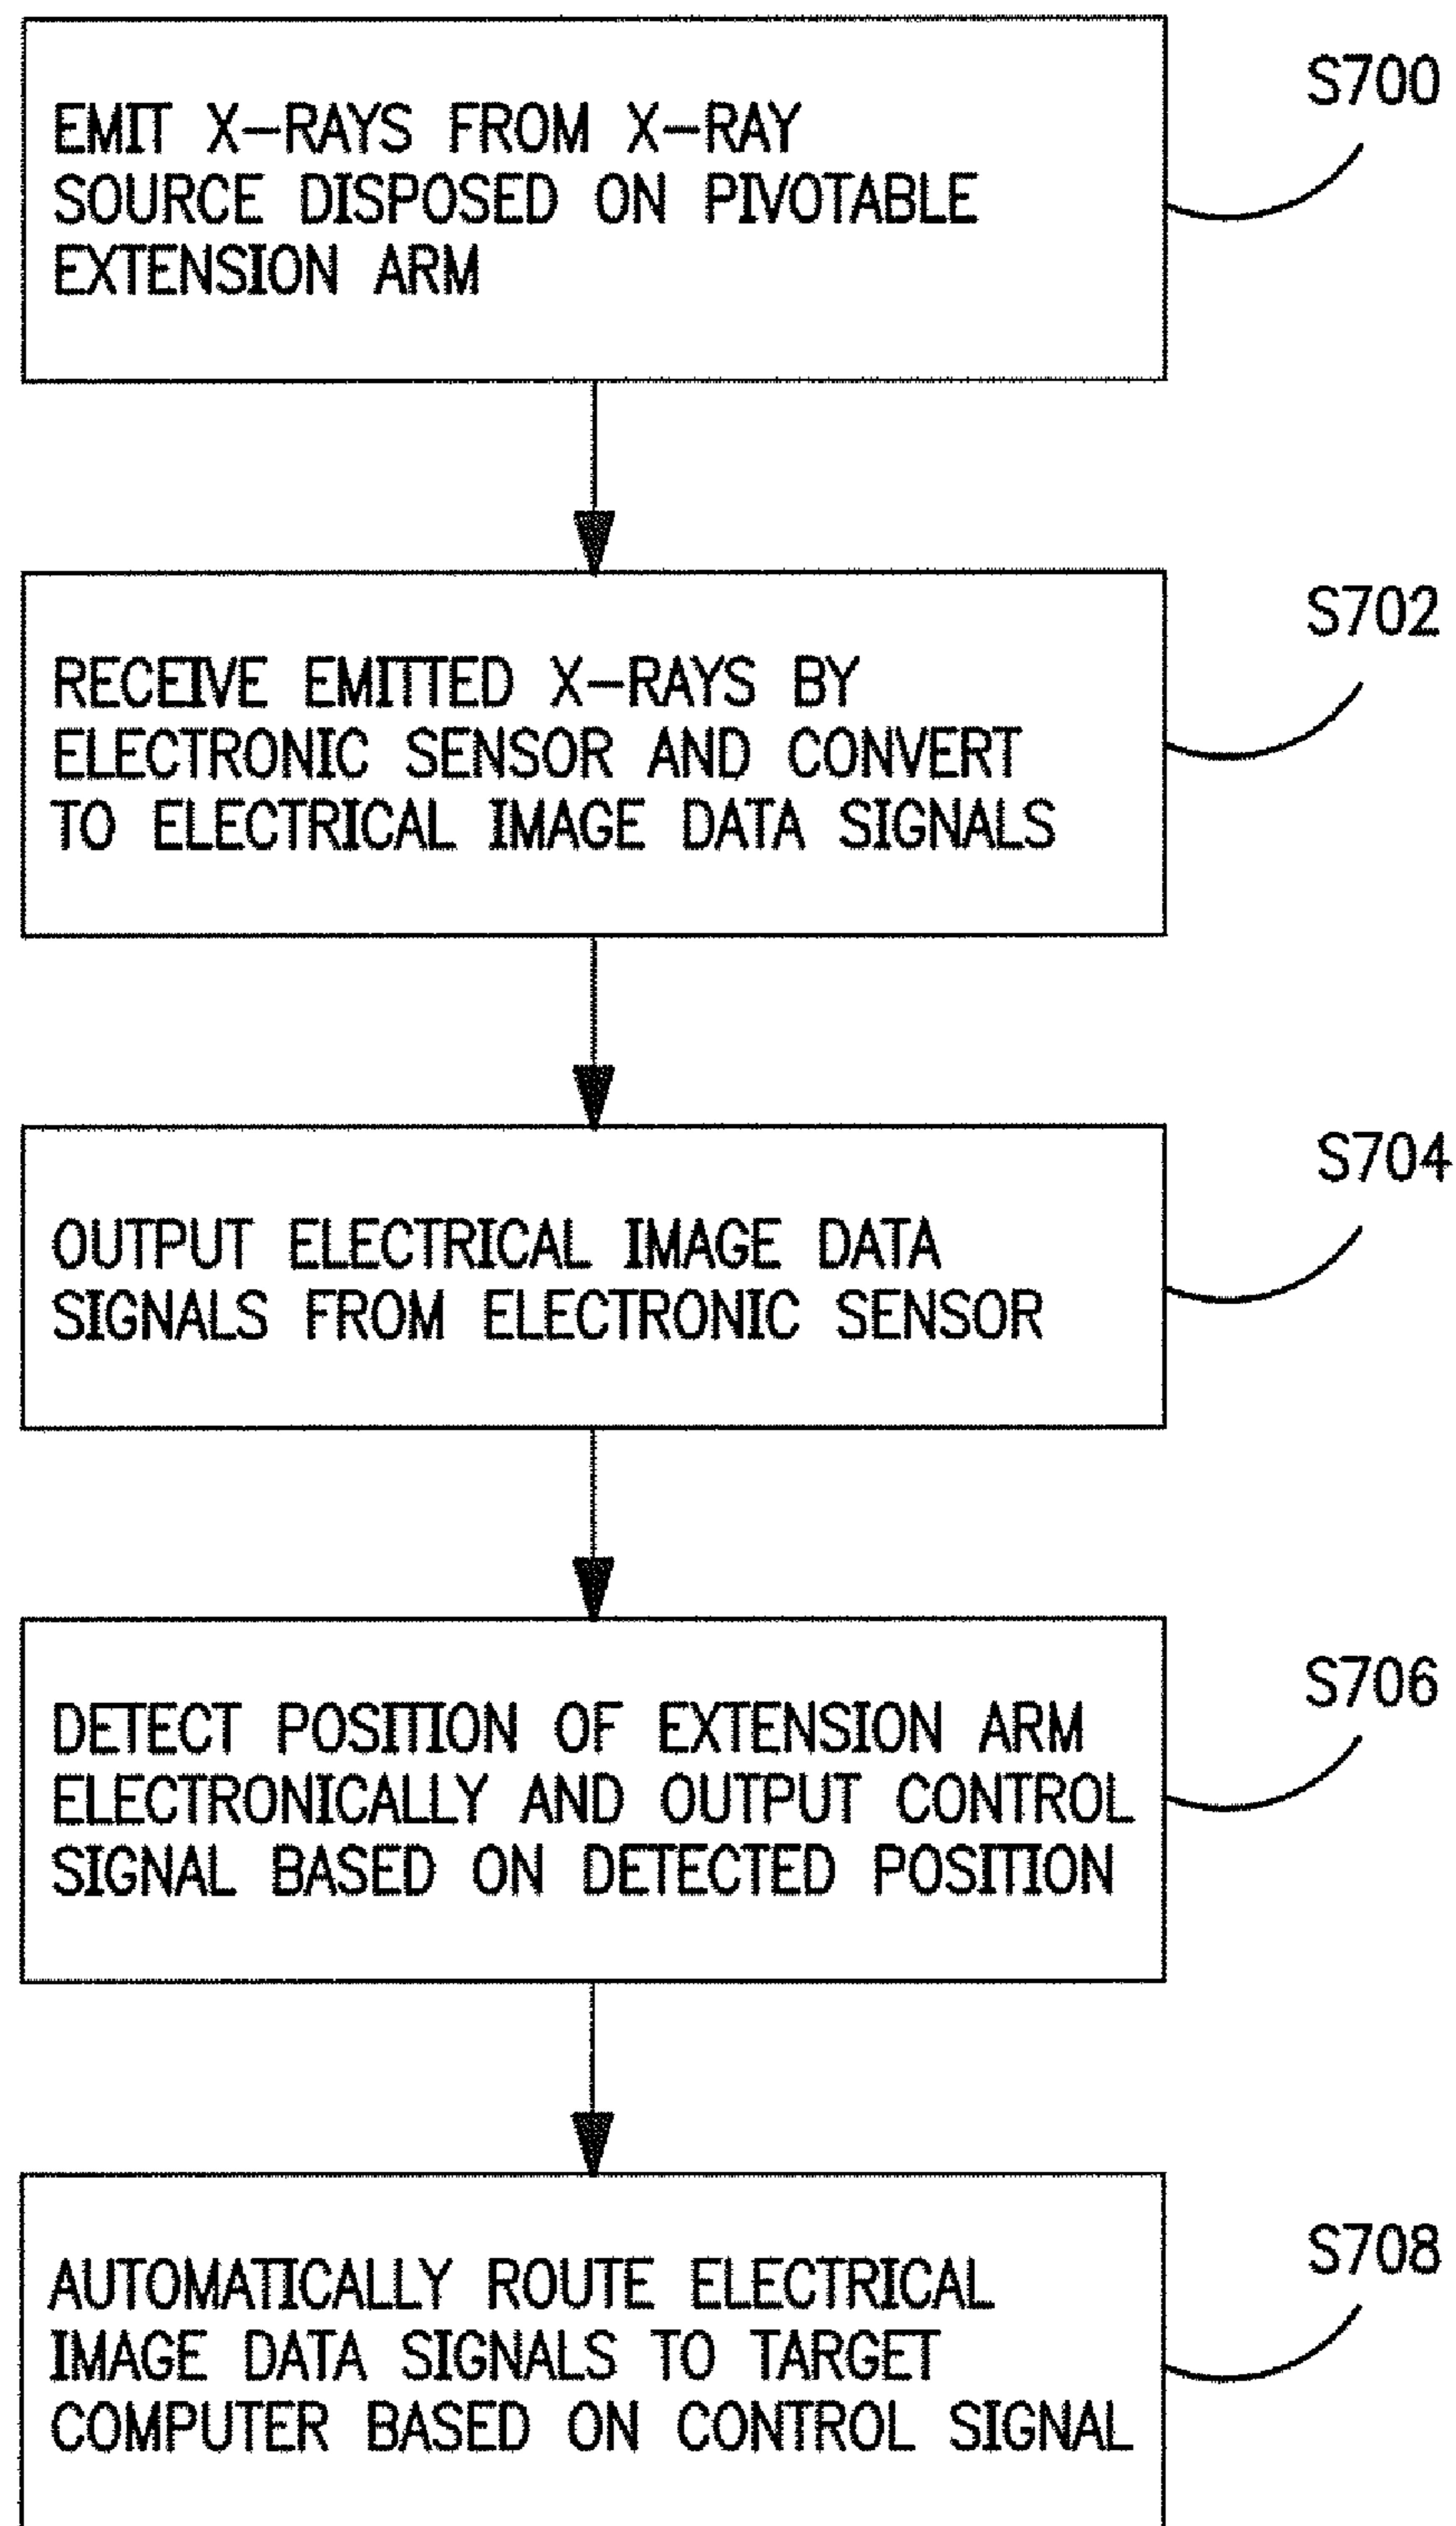 EMIT X-RAYS FROM X-RAY
SOURCE DISPOSED ON PIVOTABLE
EXTENSION ARM
S700
RECEIVE EMITTED X-RAYS BY
ELECTRONIC SENSOR AND CONVERT
TO ELECTRICAL IMAGE DATA SIGNALS
S702
OUTPUT ELECTRICAL IMAGE DATA
SIGNALS FROM ELECTRONIC SENSOR
S704
DETECT POSITION OF EXTENSION ARM
ELECTRONICALLY AND OUTPUT CONTROL
SIGNAL BASED ON DETECTED POSITION
S706
AUTOMATICALLY ROUTE ELECTRICAL
IMAGE DATA SIGNALS TO TARGET
COMPUTER BASED ON CONTROL SIGNAL
S708